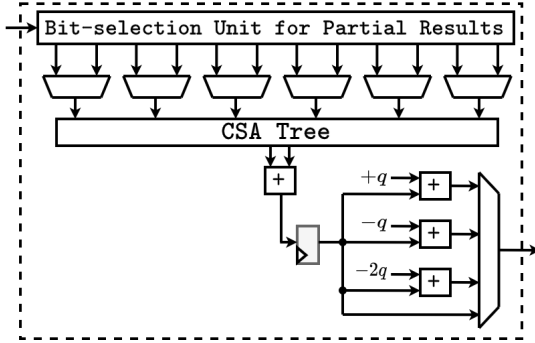 Bit-selection Unit for Partial Results
CSA Tree
+
+q
+
−q
+
−2q
+